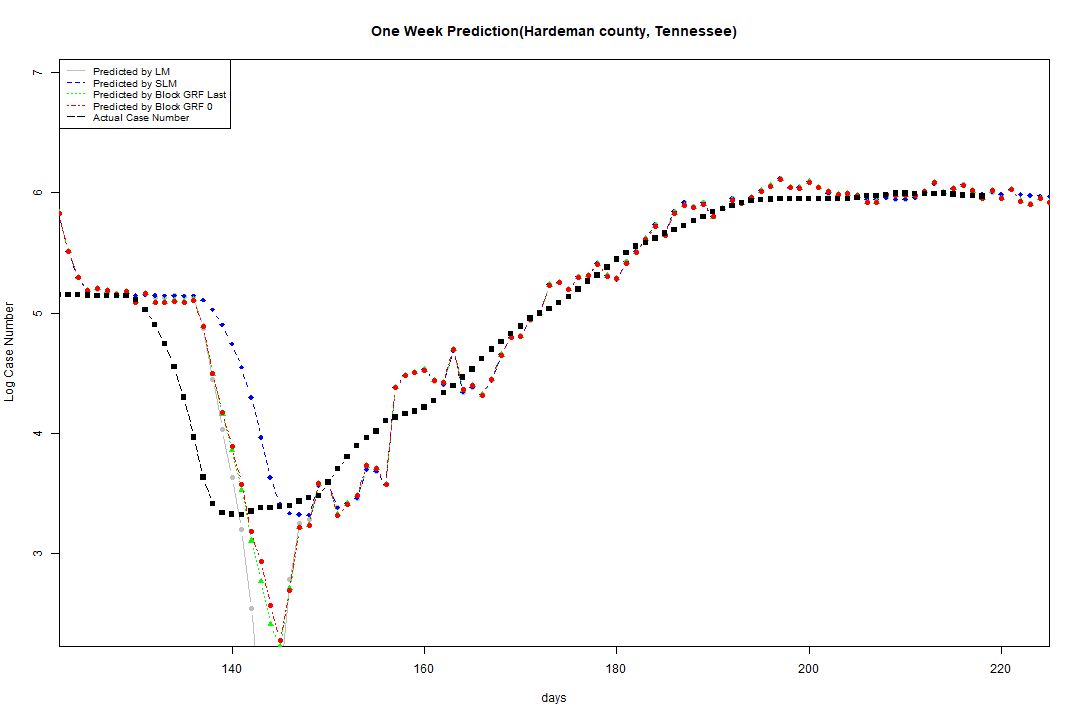 One Week Prediction(Hardeman county, Tennessee)
Predicted by LM
Predicted by SLM
Predicted by Block GRF Last
Predicted by Block GRF 0
Actual Case Number
7
6
5
4
3
Log Case Number
140 160 180 200 220
days